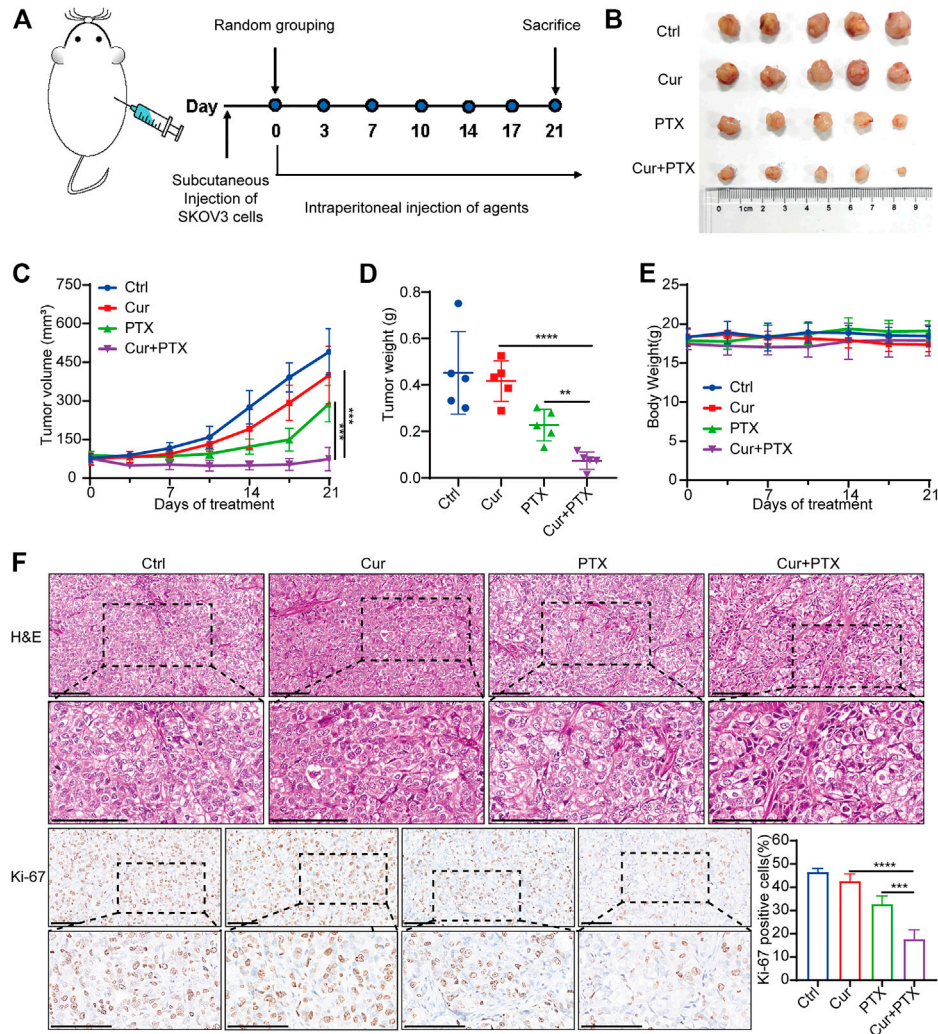 A
Random grouping
Sacrifice
Day
0 3 7 10 14 17 21
Subcutaneous
Injection of
SKOV3 cells
Intraperitoneal injection of agents
B
Ctrl
Cur
PTX
Cur+PTX
0 1cm 2 3 4 5 6 7 8 9
C
Tumor volume (mm³)
750
600
450
300
150
0
Ctrl
Cur
PTX
Cur+PTX
***
***
0 7 14 21
Days of treatment
D
Tumor weight (g)
0.8
0.6
0.4
0.2
0.0
****
**
Ctrl
Cur
PTX
Cur+PTX
E
Body Weight(g)
25
20
15
10
5
0
Ctrl
Cur
PTX
Cur+PTX
0 7 14 21
Days of treatment
F
Ctrl Cur PTX Cur+PTX
H&E
Ki-67
Ki-67 positive cells(%)
60
50
40
30
20
10
0
****
***
Ctrl
Cur
PTX
Cur+PTX